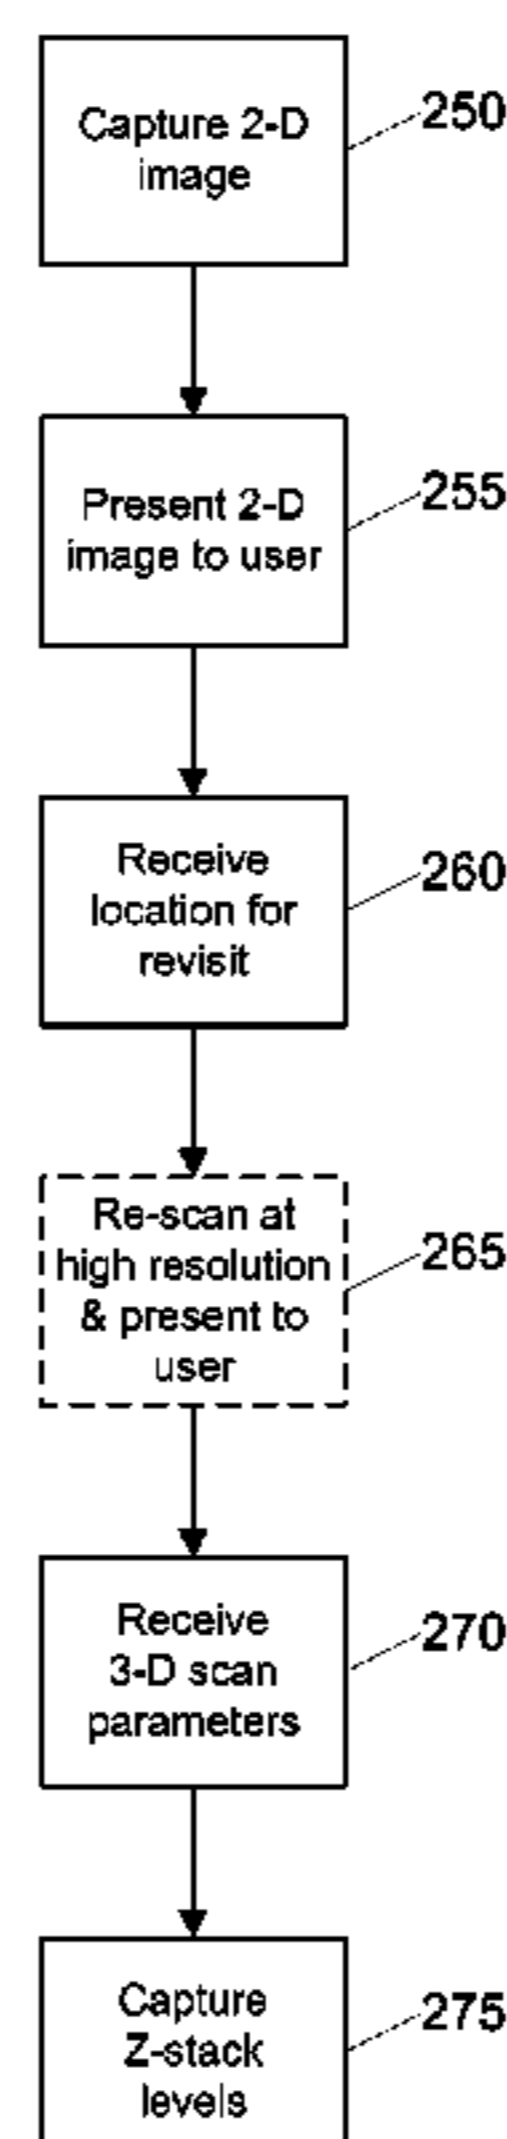 Capture 2-D
image
250
Present 2-D
image to user
255
Receive
location for
revisit
260
Re-scan at
high resolution
& present to
user
265
Receive
3-D scan
parameters
270
Capture
Z-stack
levels
275